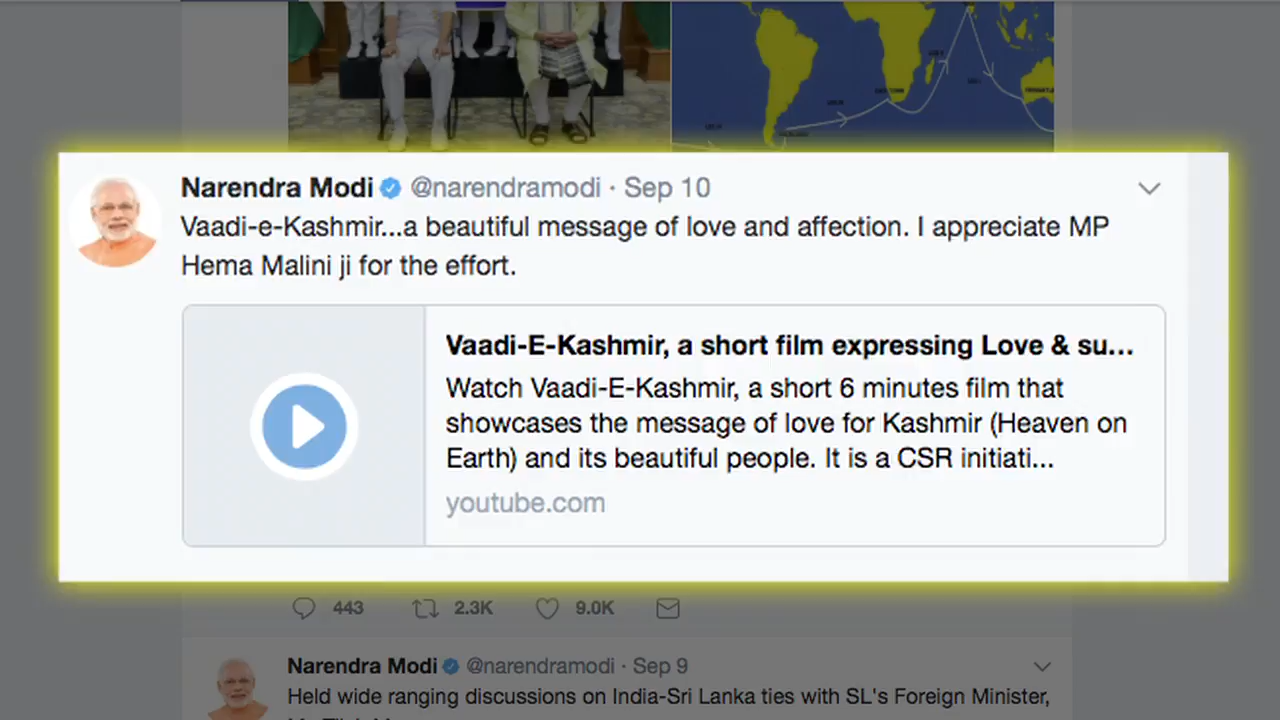 Narendra Modi @narendramodi · Sep 10
Vaadi-e-Kashmir...a beautiful message of love and affection. I appreciate MP
Hema Malini ji for the effort.
Vaadi-E-Kashmir, a short film expressing Love & su...
Watch Vaadi-E-Kashmir, a short 6 minutes film that
showcases the message of love for Kashmir (Heaven on
Earth) and its beautiful people. It is a CSR initiati...
youtube.com
443 2.3K 9.0K
Narendra Modi @narendramodi · Sep 9
Held wide ranging discussions on India-Sri Lanka ties with SL's Foreign Minister,